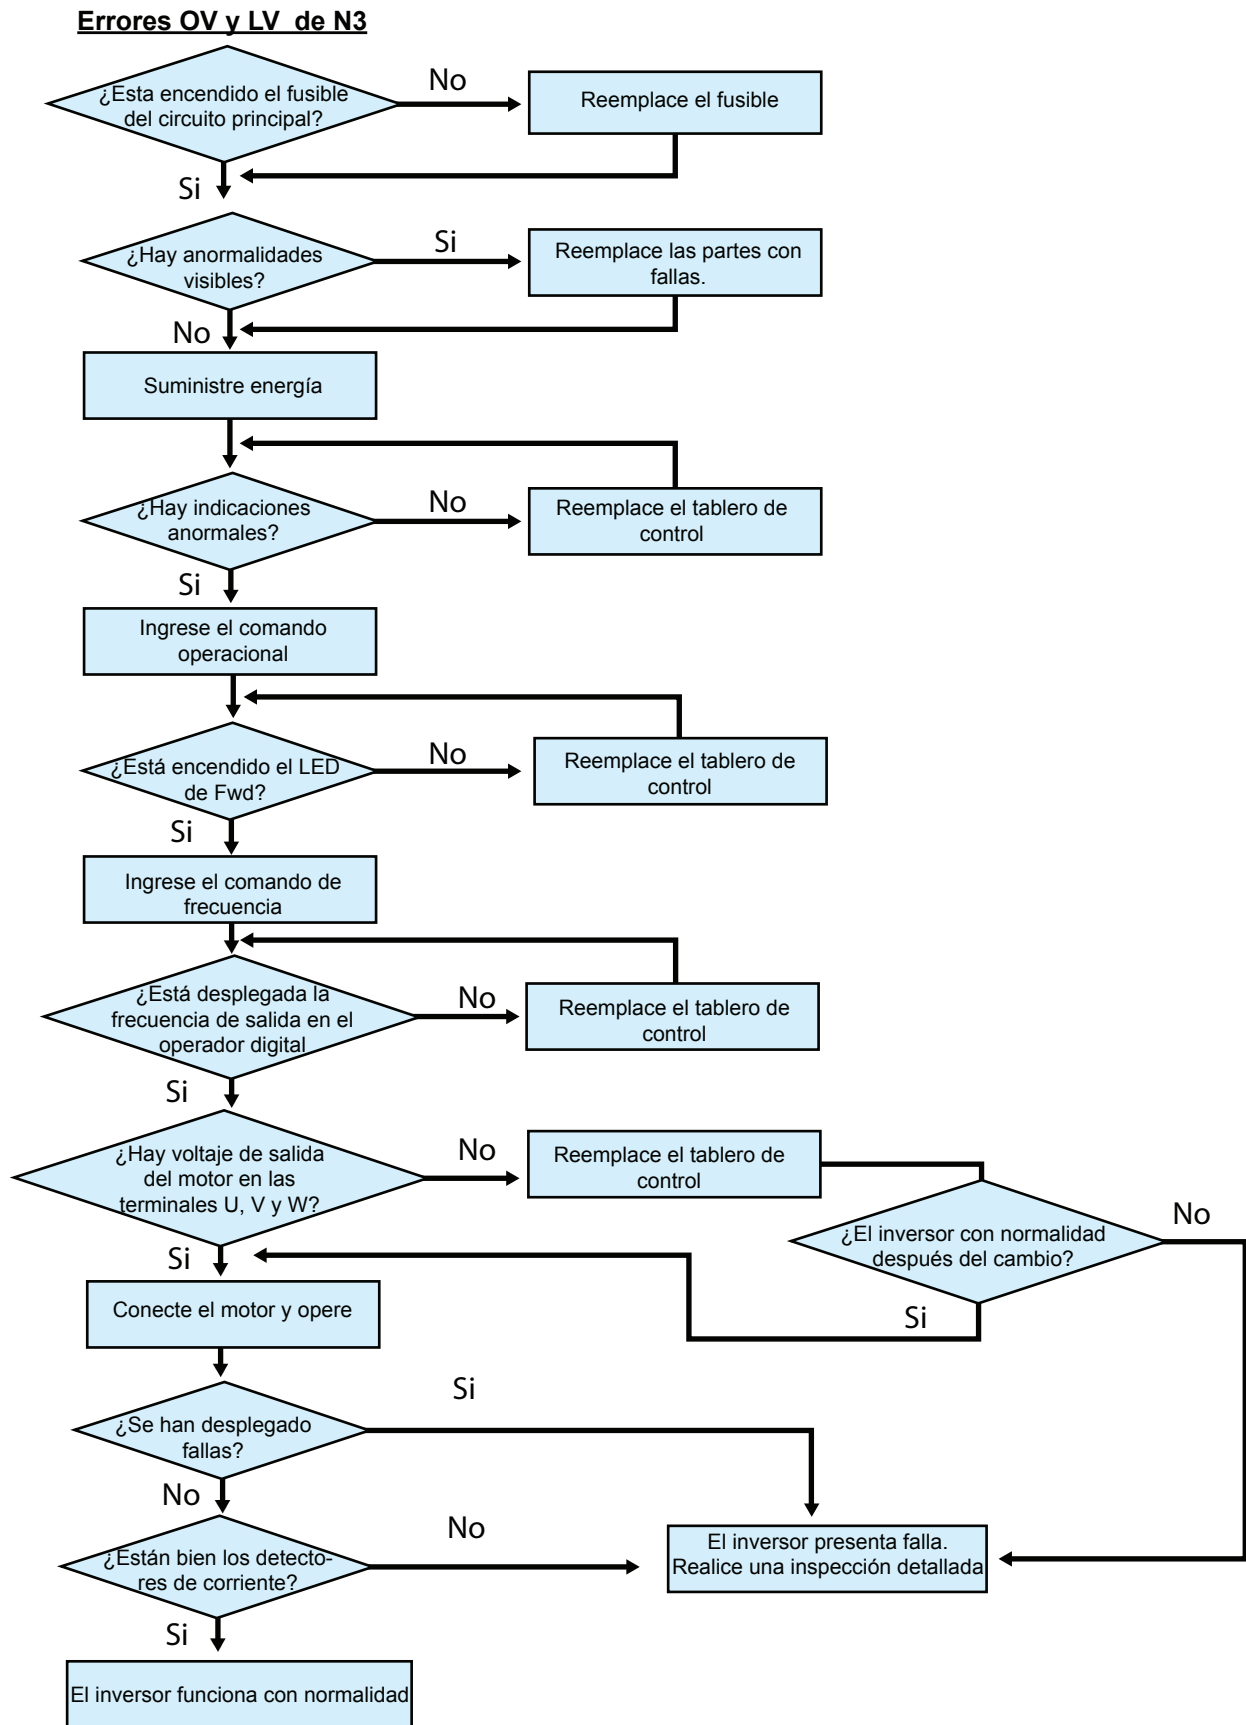 Errores OV y LV de N3
¿Esta encendido el fusible
del circuito principal?
No
Reemplace el fusible
Si
¿Hay anormalidades
visibles?
Si
Reemplace las partes con
fallas.
No
Suministre energía
¿Hay indicaciones
anormales?
No
Reemplace el tablero de
control
Si
Ingrese el comando
operacional
¿Está encendido el LED
de Fwd?
No
Reemplace el tablero de
control
Si
Ingrese el comando de
frecuencia
¿Está desplegada la
frecuencia de salida en el
operador digital
No
Reemplace el tablero de
control
Si
¿Hay voltaje de salida
del motor en las
terminales U, V y W?
No
Reemplace el tablero de
control
¿El inversor con normalidad
después del cambio?
No
Si
Si
Conecte el motor y opere
¿Se han desplegado
fallas?
Si
No
¿Están bien los detecto-
res de corriente?
No
El inversor presenta falla.
Realice una inspección detallada
Si
El inversor funciona con normalidad